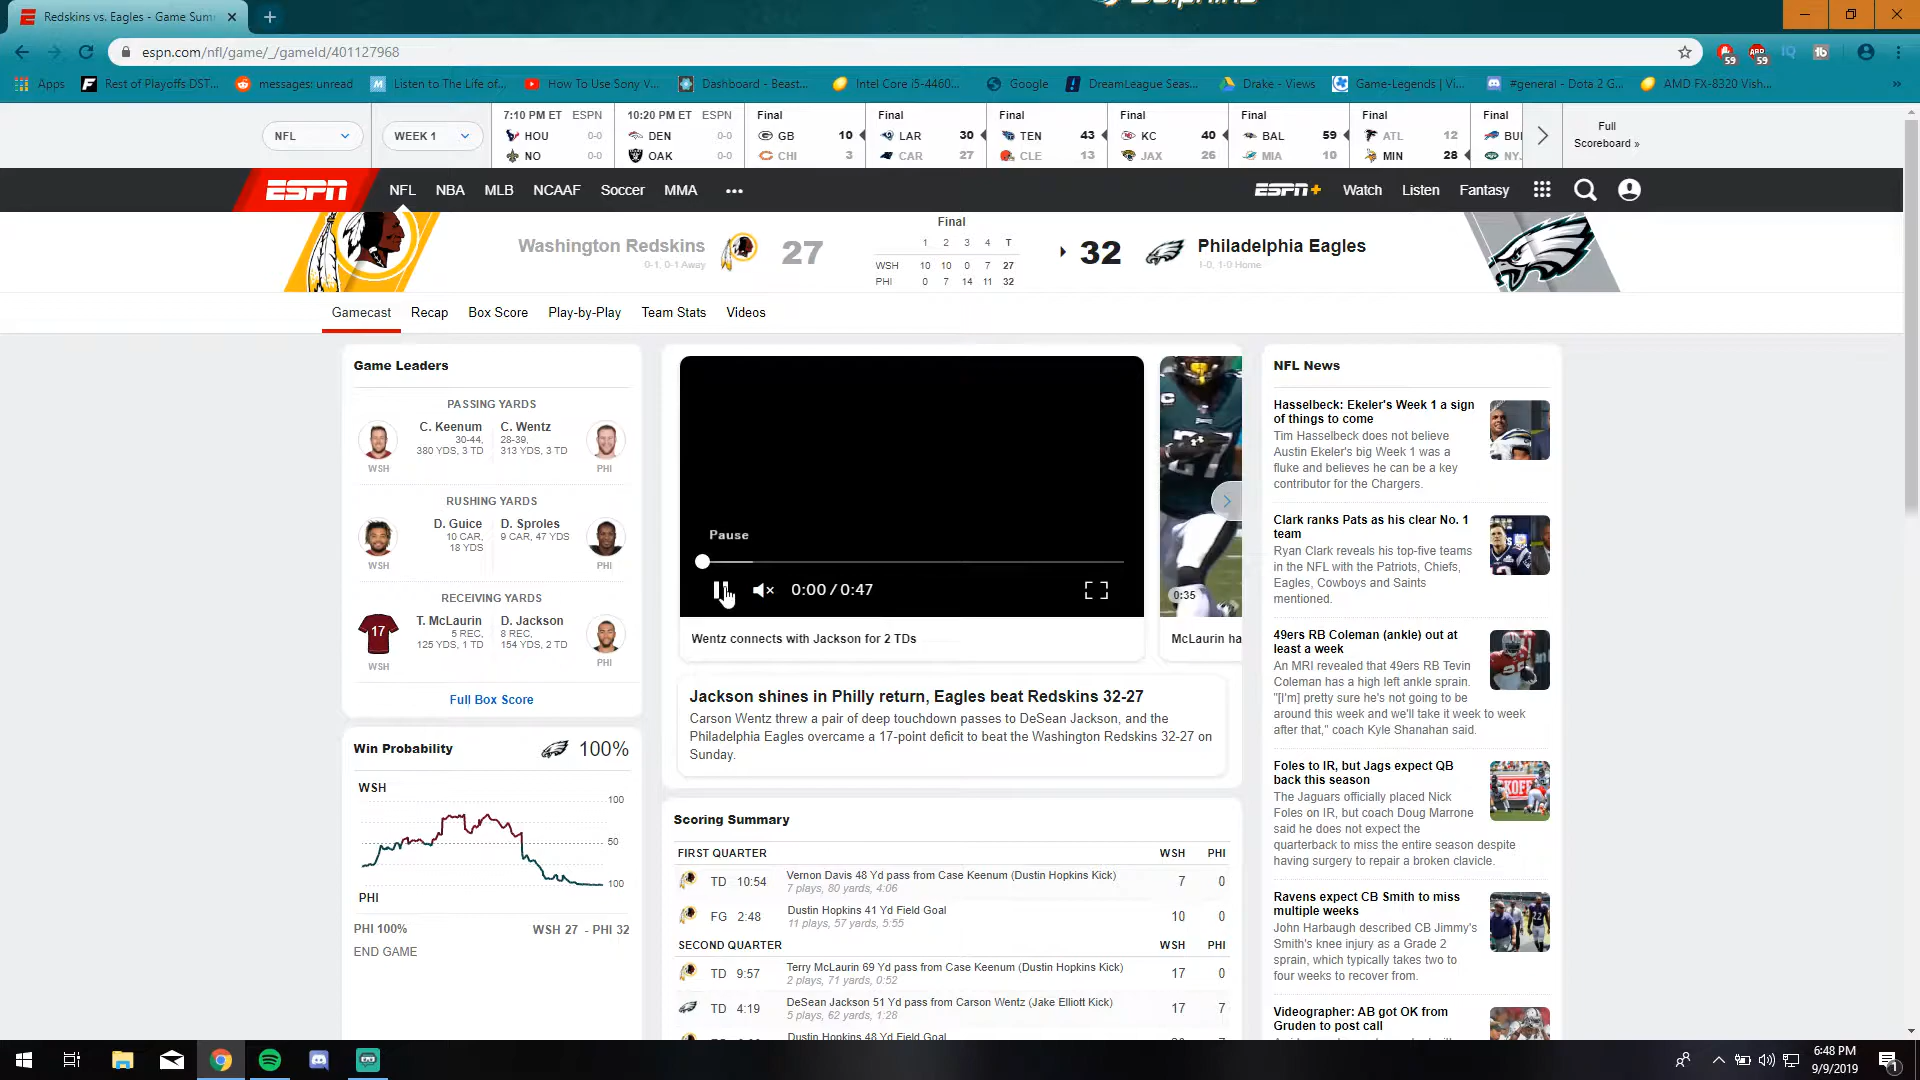 Dolphins
Redskins vs. Eagles - Game Sum
espn.com/nfl/game/_/gameId/401127968
59
59
Apps
Rest of Playoffs DST...
messages: unread
Listen to The Life of...
How To Use Sony V...
Dashboard - Beast...
Intel Core i5-4460...
Google
DreamLeague Seas...
Drake - Views
Game-Legends | Vi...
#general - Dota 2 G...
AMD FX-8320 Vish...
»
NFL
WEEK 1
7:10 PM ET ESPN
HOU 0-0
NO 0-0
10:20 PM ET ESPN
DEN 0-0
OAK 0-0
Final
GB 10
CHI 3
Final
LAR 30
CAR 27
Final
TEN 43
CLE 13
Final
KC 40
JAX 26
Final
BAL 59
MIA 10
Final
ATL 12
MIN 28
Final
BU
NY.
Full
Scoreboard »
ESPN
NFL
NBA
MLB
NCAAF
Soccer
MMA
...
ESPN+
Watch
Listen
Fantasy
Washington Redskins
0-1, 0-1 Away
27
Final
1 2 3 4 T
WSH 10 10 0 7 27
PHI 0 7 14 11 32
32
Philadelphia Eagles
1-0, 1-0 Home
Gamecast
Recap
Box Score
Play-by-Play
Team Stats
Videos
Game Leaders
PASSING YARDS
C. Keenum
30-44,
380 YDS, 3 TD
WSH
C. Wentz
28-39,
313 YDS, 3 TD
PHI
RUSHING YARDS
D. Guice
10 CAR,
18 YDS
WSH
D. Sproles
9 CAR, 47 YDS
PHI
RECEIVING YARDS
17
T. McLaurin
5 REC,
125 YDS, 1 TD
WSH
D. Jackson
8 REC,
154 YDS, 2 TD
PHI
Full Box Score
Win Probability
100%
WSH
100
50
100
PHI
PHI 100%
WSH 27 - PHI 32
END GAME
Pause
0:00 / 0:47
Wentz connects with Jackson for 2 TDs
27
0:35
McLaurin ha
Jackson shines in Philly return, Eagles beat Redskins 32-27
Carson Wentz threw a pair of deep touchdown passes to DeSean Jackson, and the
Philadelphia Eagles overcame a 17-point deficit to beat the Washington Redskins 32-27 on
Sunday.
Scoring Summary
FIRST QUARTER WSH PHI
TD 10:54 Vernon Davis 48 Yd pass from Case Keenum (Dustin Hopkins Kick) 7 0
7 plays, 80 yards, 4:06
FG 2:48 Dustin Hopkins 41 Yd Field Goal 10 0
11 plays, 57 yards, 5:55
SECOND QUARTER WSH PHI
TD 9:57 Terry McLaurin 69 Yd pass from Case Keenum (Dustin Hopkins Kick) 17 0
2 plays, 71 yards, 0:52
TD 4:19 DeSean Jackson 51 Yd pass from Carson Wentz (Jake Elliott Kick) 17 7
5 plays, 62 yards, 1:28
Dustin Hopkins 48 Yd Field Goal
NFL News
Hasselbeck: Ekeler's Week 1 a sign
of things to come
Tim Hasselbeck does not believe
Austin Ekeler's big Week 1 was a
fluke and believes he can be a key
contributor for the Chargers.
Clark ranks Pats as his clear No. 1
team
Ryan Clark reveals his top-five teams
in the NFL with the Patriots, Chiefs,
Eagles, Cowboys and Saints
mentioned.
49ers RB Coleman (ankle) out at
least a week
An MRI revealed that 49ers RB Tevin
Coleman has a high left ankle sprain.
"[I'm] pretty sure he's not going to be
around this week and we'll take it week to week
after that," coach Kyle Shanahan said.
Foles to IR, but Jags expect QB
back this season
The Jaguars officially placed Nick
Foles on IR, but coach Doug Marrone
said he does not expect the
quarterback to miss the entire season despite
having surgery to repair a broken clavicle.
Ravens expect CB Smith to miss
multiple weeks
John Harbaugh described CB Jimmy's
Smith's knee injury as a Grade 2
sprain, which typically takes two to
four weeks to recover from.
Videographer: AB got OK from
Gruden to post call
6:48 PM
9/9/2019
1